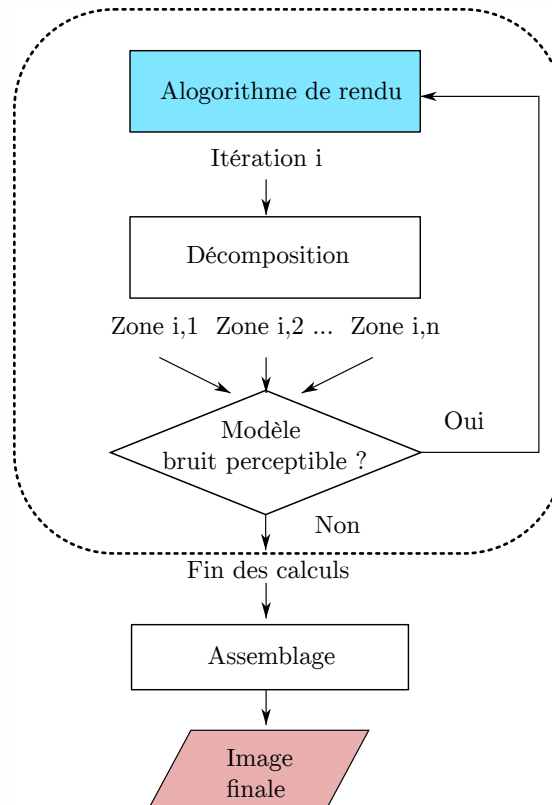 Alogorithme de rendu
Itération i
Décomposition
Zone i,1 Zone i,2 ... Zone i,n
Modèle
bruit perceptible ?
Oui
Non
Fin des calculs
Assemblage
Image
finale